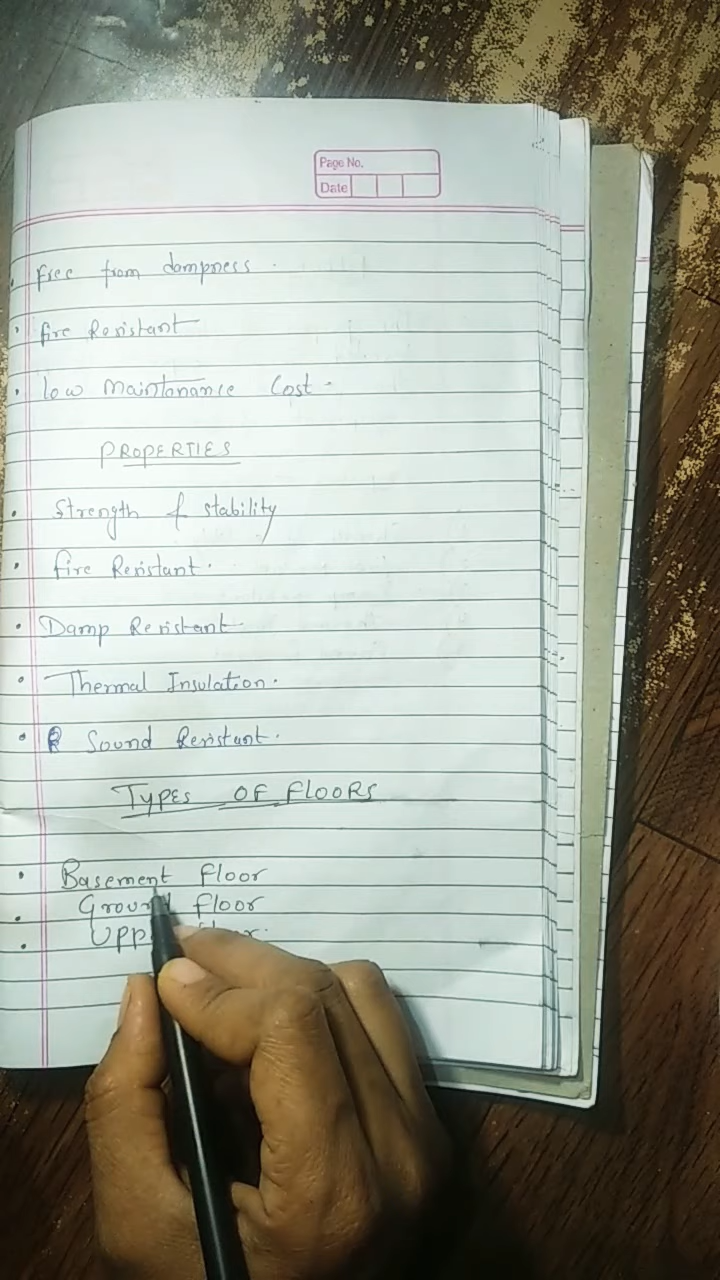 Page No.
Date
• free from dampness.
• fire Resistant
• low maintanance Cost.
PROPERTIES
• Strength & stability
• fire Resistant.
• Damp Resistant
• Thermal Insulation.
• Sound Resistant.
TYPES OF FLOORS
• Basement floor
• Ground floor
• Upp